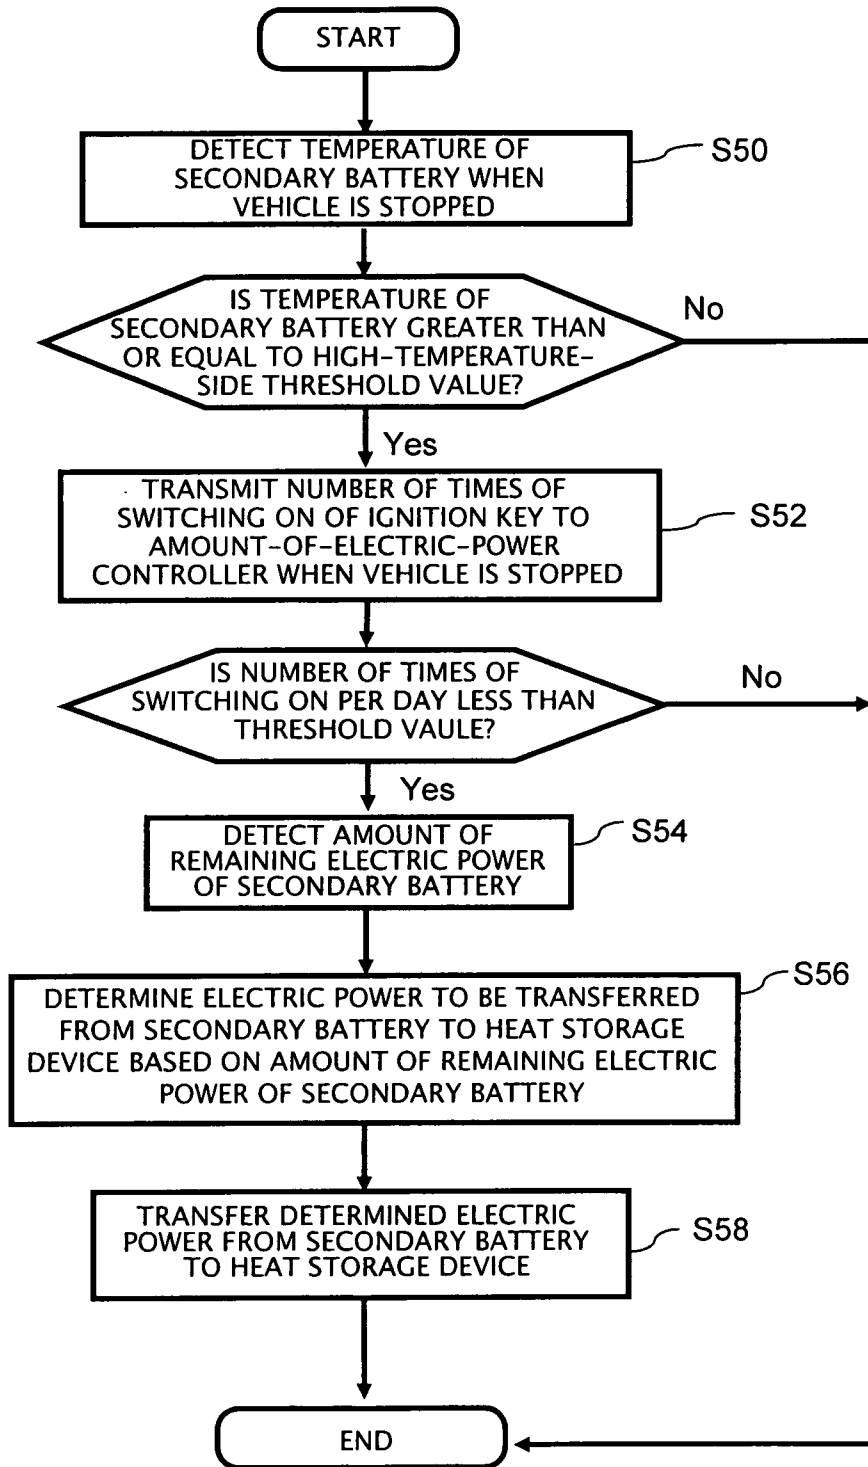 START
DETECT TEMPERATURE OF
SECONDARY BATTERY WHEN
VEHICLE IS STOPPED
S50
IS TEMPERATURE OF
SECONDARY BATTERY GREATER THAN
OR EQUAL TO HIGH-TEMPERATURE-
SIDE THRESHOLD VALUE?
No
Yes
TRANSMIT NUMBER OF TIMES OF
SWITCHING ON OF IGNITION KEY TO
AMOUNT-OF-ELECTRIC-POWER
CONTROLLER WHEN VEHICLE IS STOPPED
S52
IS NUMBER OF TIMES OF
SWITCHING ON PER DAY LESS THAN
THRESHOLD VAULE?
No
Yes
DETECT AMOUNT OF
REMAINING ELECTRIC POWER
OF SECONDARY BATTERY
S54
DETERMINE ELECTRIC POWER TO BE TRANSFERRED
FROM SECONDARY BATTERY TO HEAT STORAGE
DEVICE BASED ON AMOUNT OF REMAINING ELECTRIC
POWER OF SECONDARY BATTERY
S56
TRANSFER DETERMINED ELECTRIC
POWER FROM SECONDARY BATTERY
TO HEAT STORAGE DEVICE
S58
END